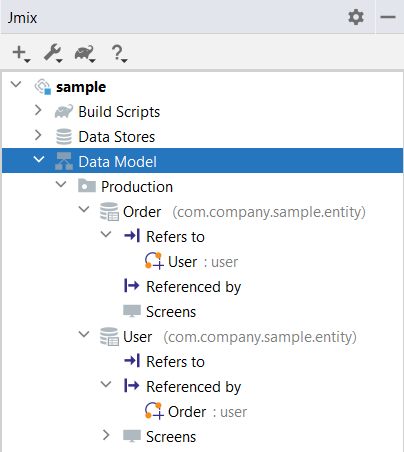 Jmix
?
sample
Build Scripts
Data Stores
Data Model
Production
Order (com.company.sample.entity)
Refers to
User : user
Referenced by
Screens
User (com.company.sample.entity)
Refers to
Referenced by
Order : user
Screens